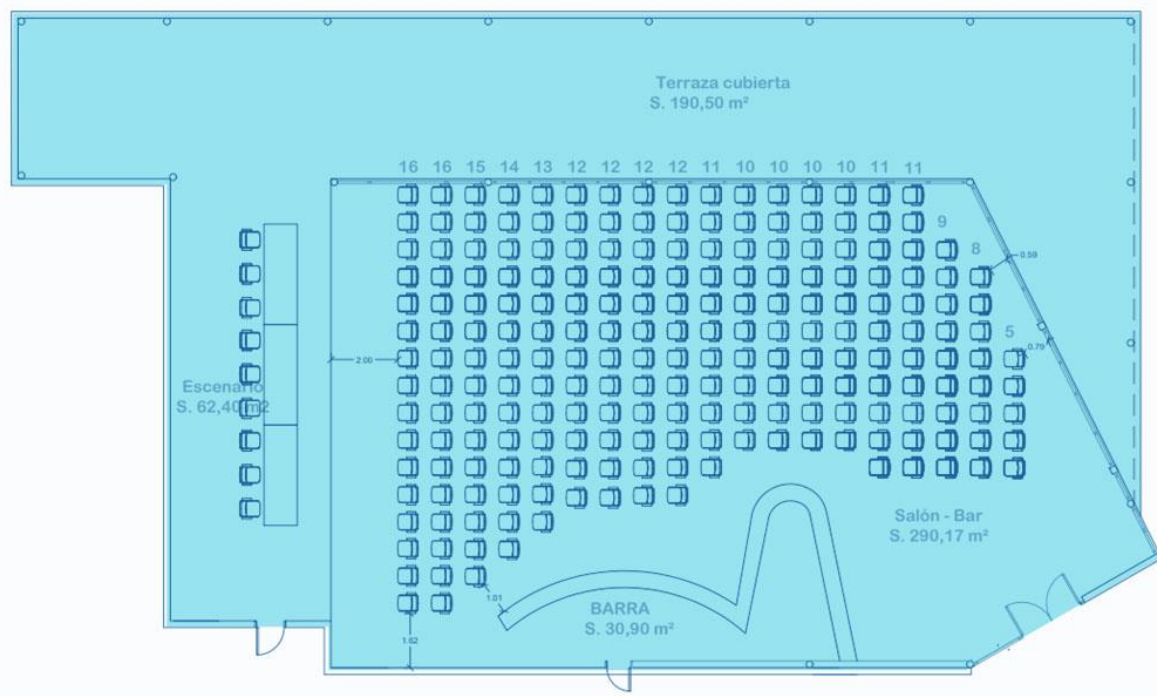 Terraza cubierta
S. 190,50 m²
16 16 15 14 13 12 12 12 12 11 10 10 10 10 11 11
9
8
0.59
5
0.79
2.00
Escenario
S. 62,40 m2
Salón - Bar
S. 290,17 m²
1.01
BARRA
S. 30,90 m²
1.62